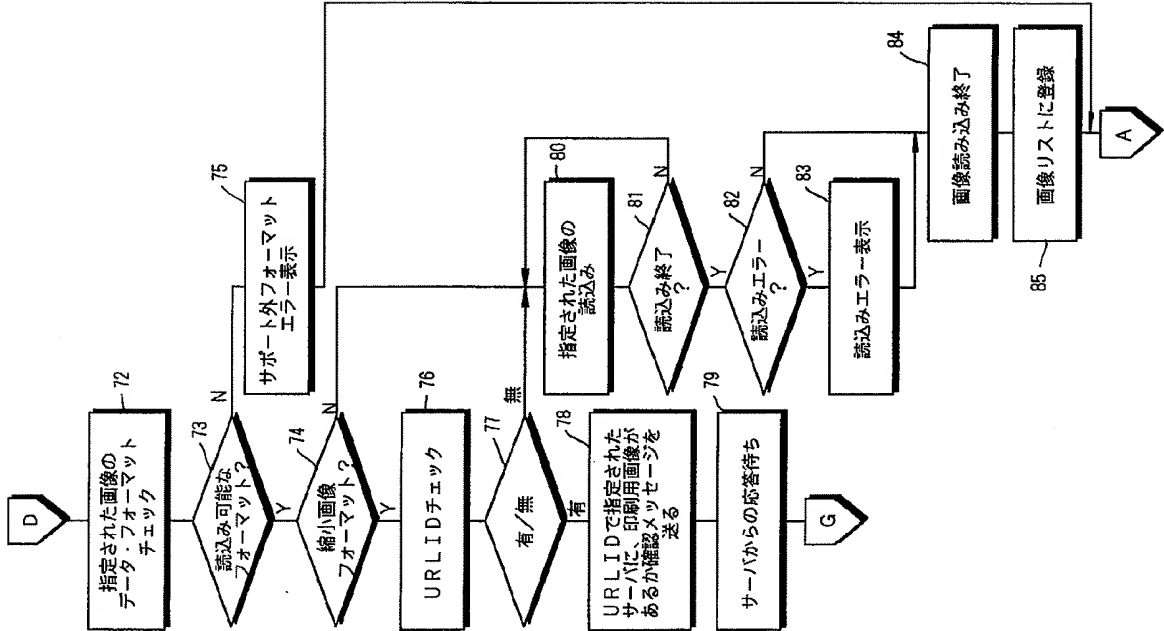 D
72
指定された画像の
データ・フォーマット
チェック
73
読込み可能な
フォーマット?
N
Y
75
サポート外フォーマット
エラー表示
74
縮小画像
フォーマット?
N
Y
76
URLIDチェック
77
有/無
無
有
78
URLIDで指定された
サーバに、印刷用画像が
あるか確認メッセージを
送る
79
サーバからの応答待ち
G
80
指定された画像の
読込み
81
読込み終了
?
N
Y
82
読込みエラー
?
N
Y
83
読込みエラー表示
84
画像読み込み終了
85
画像リストに登録
A